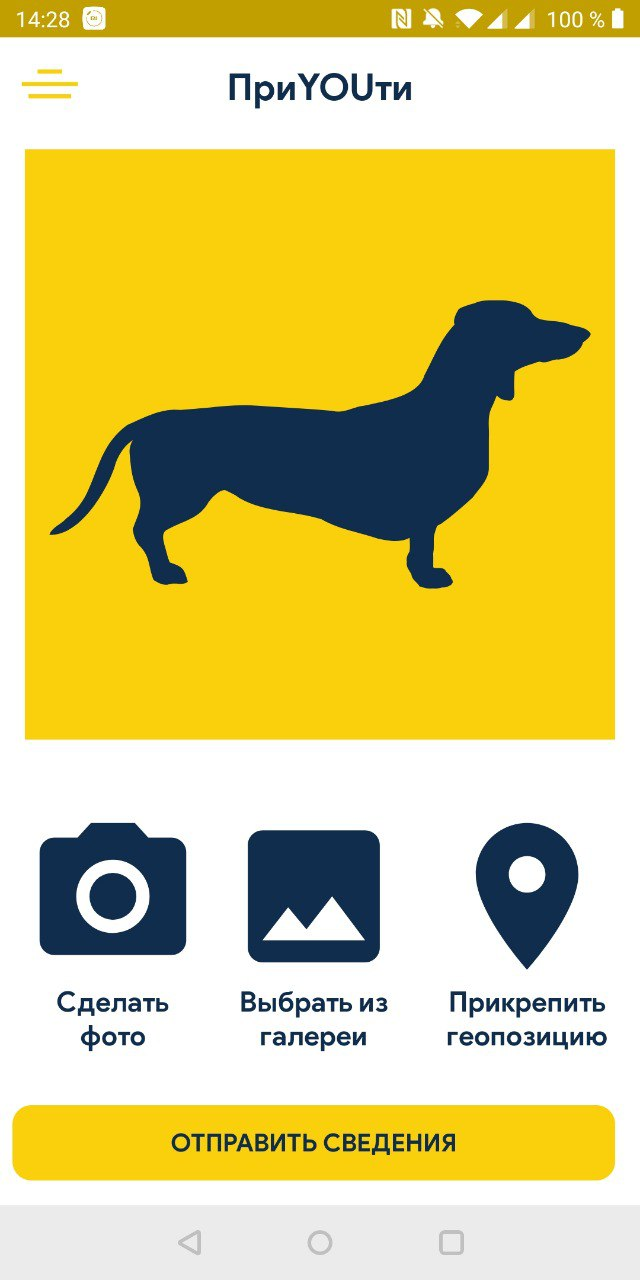 14:28
100 %
ПриYOUти
Сделать
фото
Выбрать из
галереи
Прикрепить
геопозицию
ОТПРАВИТЬ СВЕДЕНИЯ